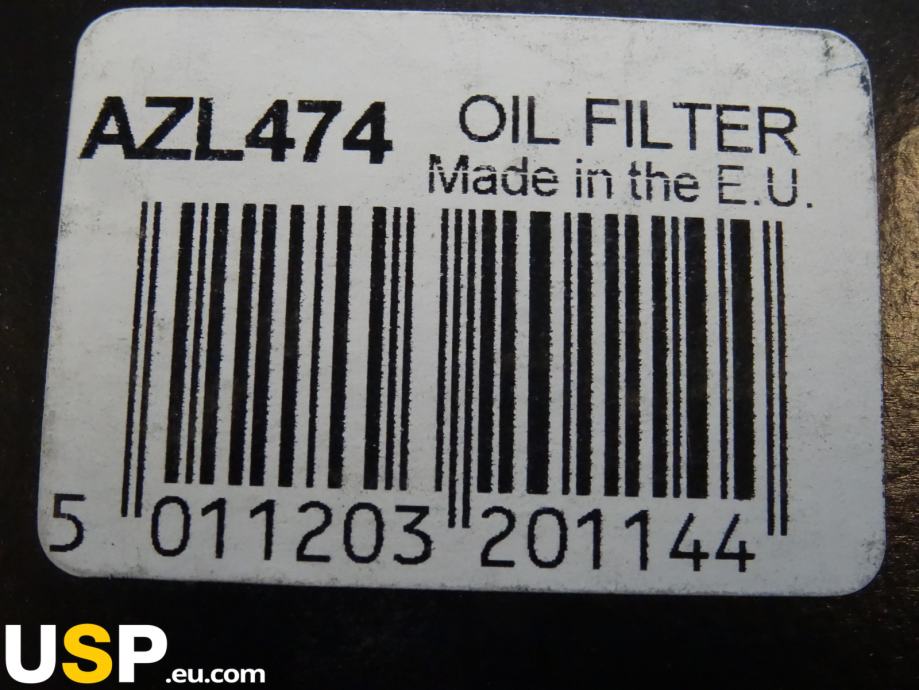 AZL474 OIL FILTER
Made in the E.U.
5 011203 201144
USP.eu.com